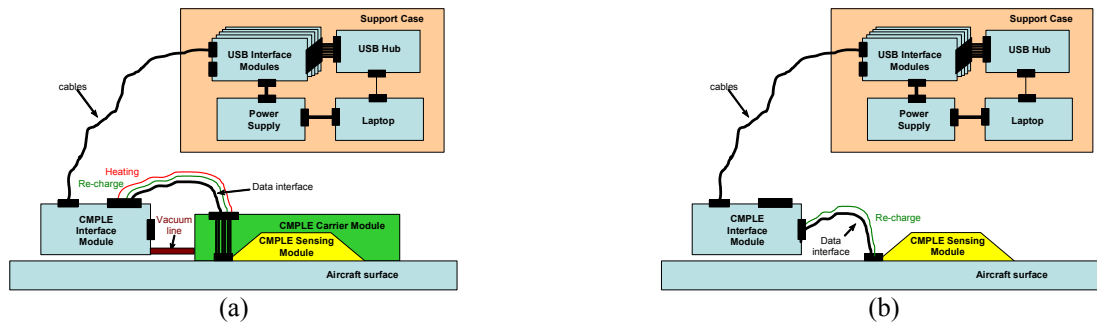 Support Case
USB Interface
Modules
USB Hub
Power
Supply
Laptop
cables
Heating
Re-charge
Data interface
CMPLE
Interface
Module
Vacuum
line
CMPLE Carrier Module
CMPLE Sensing
Module
Aircraft surface
(a)
Support Case
USB Interface
Modules
USB Hub
Power
Supply
Laptop
cables
CMPLE
Interface
Module
Re-charge
Data
interface
CMPLE Sensing
Module
Aircraft surface
(b)